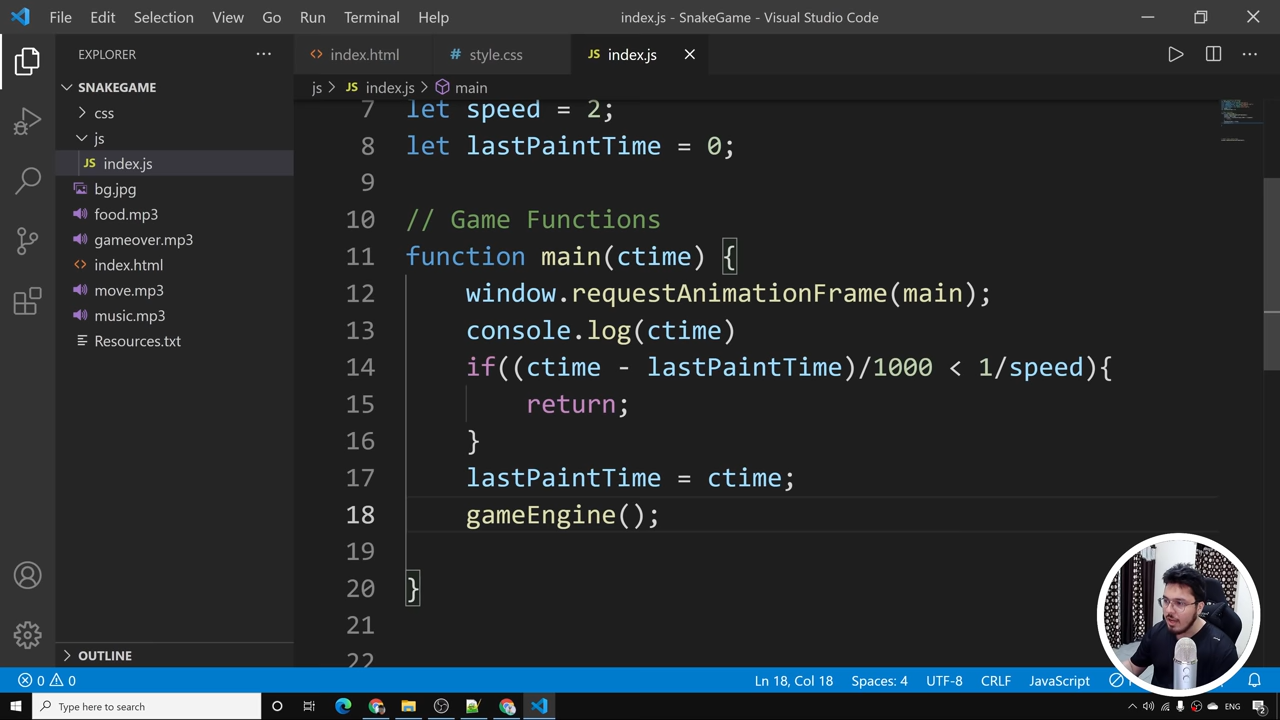 File Edit Selection View Go Run Terminal Help
index.js - SnakeGame - Visual Studio Code
EXPLORER
SNAKEGAME
css
js
JS index.js
bg.jpg
food.mp3
gameover.mp3
index.html
move.mp3
music.mp3
Resources.txt
OUTLINE
index.html
# style.css
JS index.js
js > JS index.js > main
7 let speed = 2;
8 let lastPaintTime = 0;
9
10 // Game Functions
11 function main(ctime) {
12 window.requestAnimationFrame(main);
13 console.log(ctime)
14 if((ctime - lastPaintTime)/1000 < 1/speed){
15 return;
16 }
17 lastPaintTime = ctime;
18 gameEngine();
19
20 }
21
22
0 0
Ln 18, Col 18 Spaces: 4 UTF-8 CRLF JavaScript
Type here to search
ENG
2